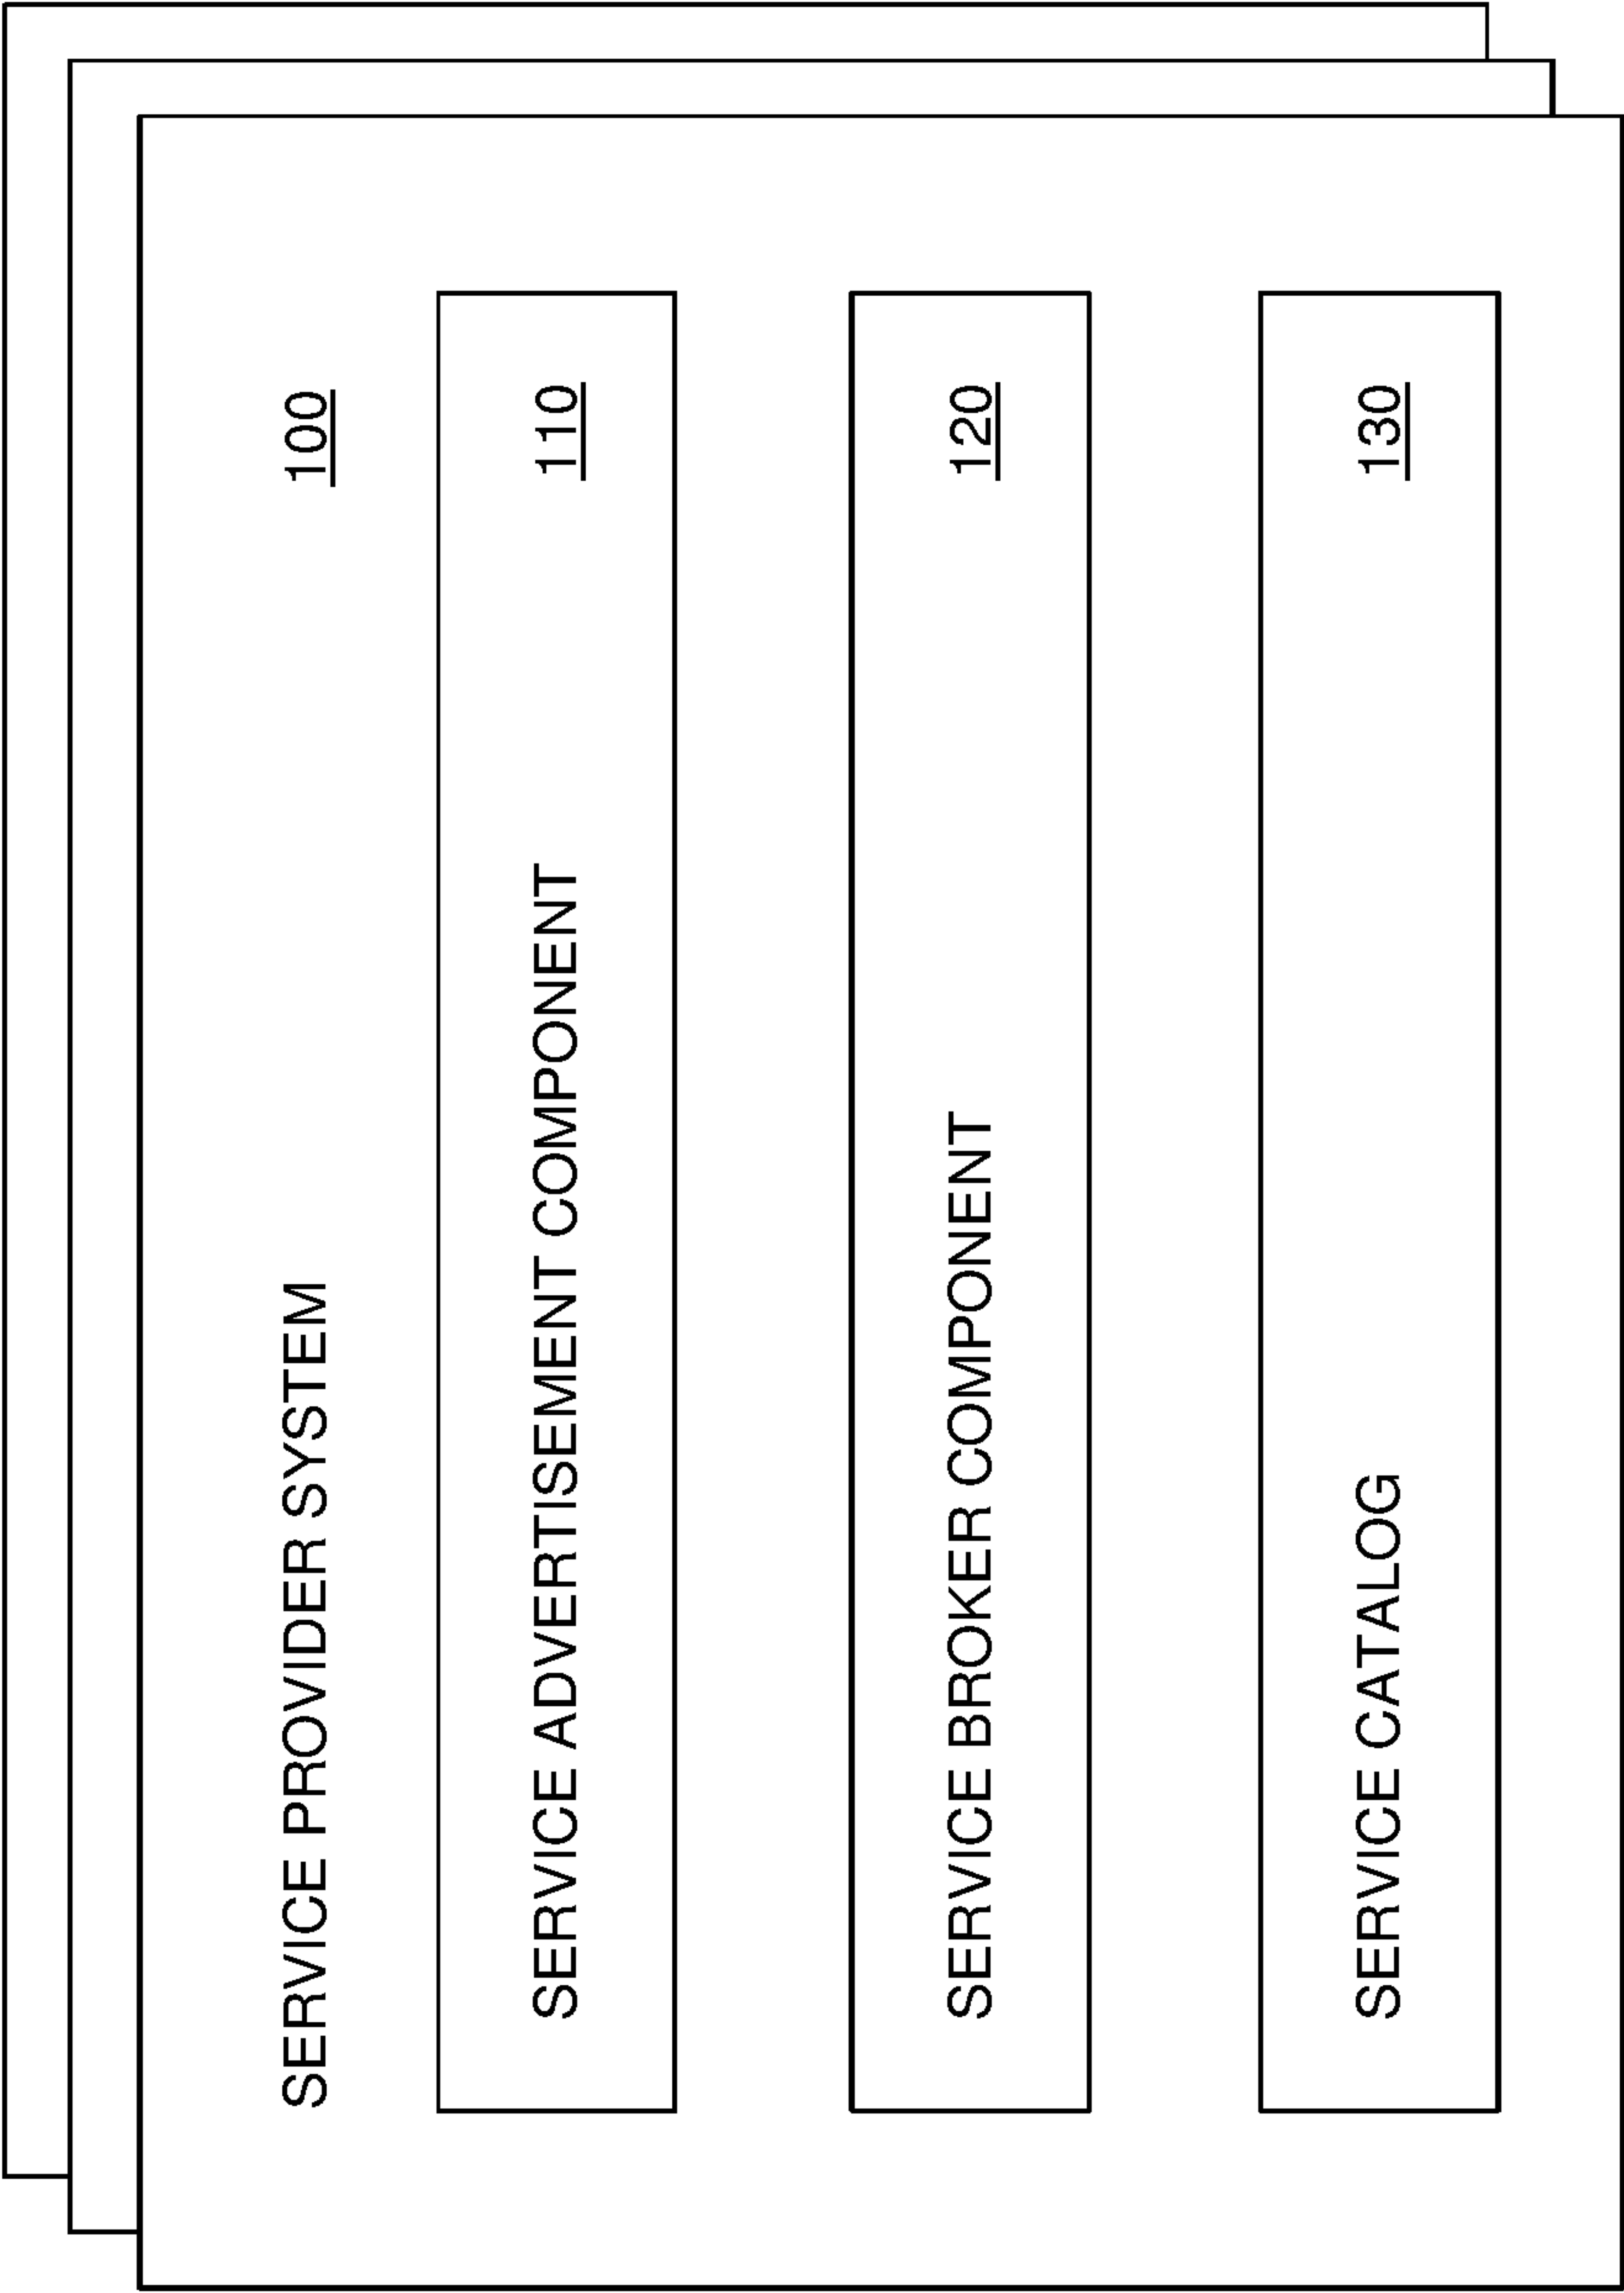 SERVICE PROVIDER SYSTEM 100
SERVICE ADVERTISEMENT COMPONENT 110
SERVICE BROKER COMPONENT 120
SERVICE CATALOG 130